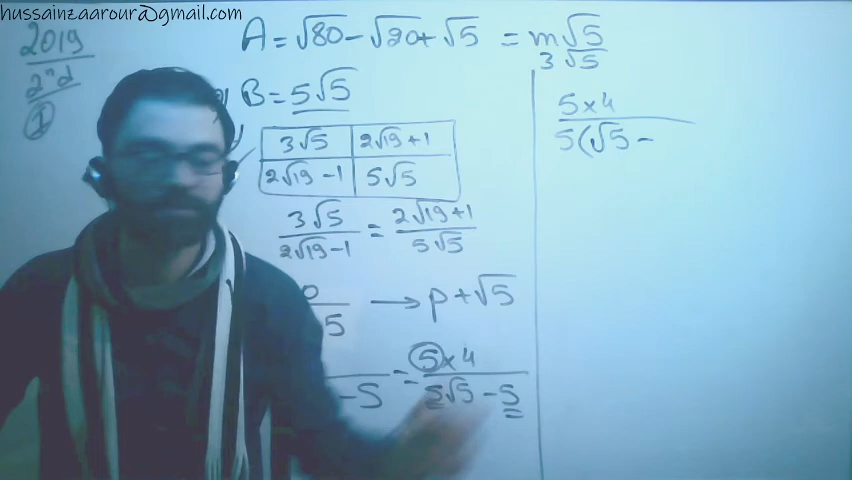 hussainzaarour@gmail.com
2019
2nd
I
A = √80 - √20 + √5 = m√5
3√5
B = 5√5
3√5 2√19 + 1
2√19 - 1 5√5
3√5 / 2√19 - 1 = 2√19 + 1 / 5√5
5 → p + √5
- 5 = 5 × 4 / 5√5 - 5
5 × 4
5(√5 -